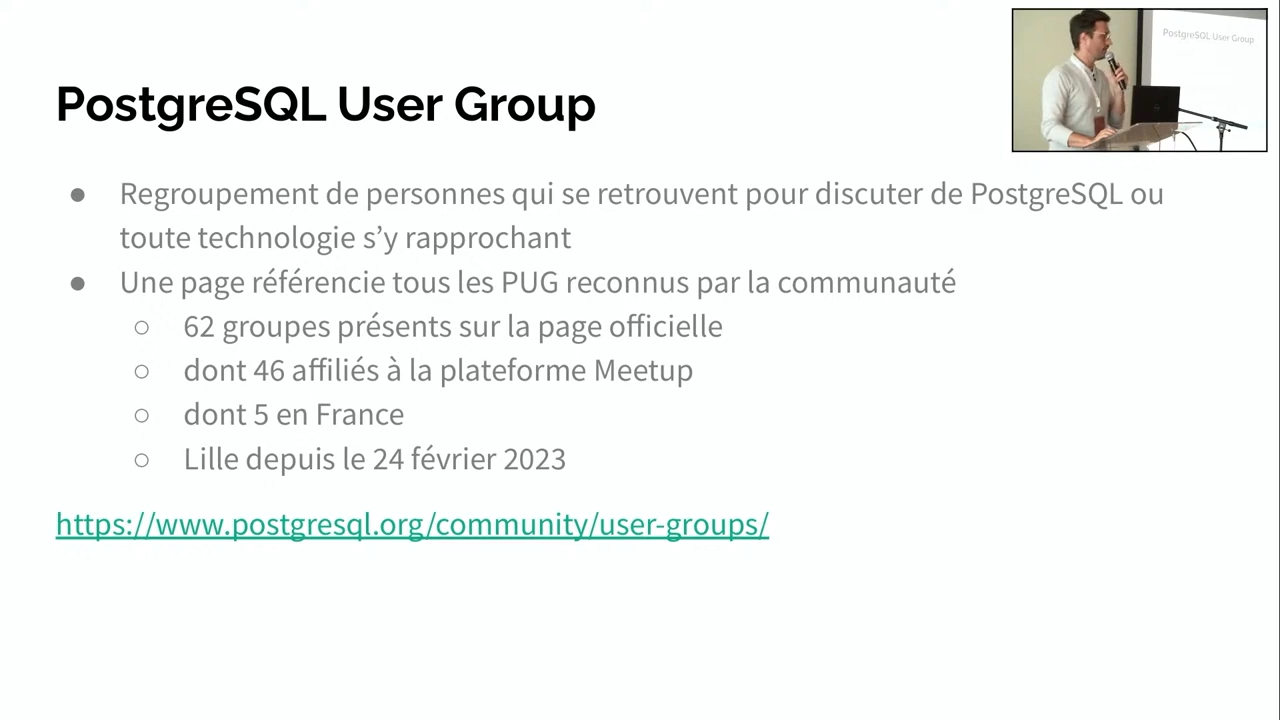 PostgreSQL User Group
PostgreSQL User Group
● Regroupement de personnes qui se retrouvent pour discuter de PostgreSQL ou
toute technologie s’y rapprochant
● Une page référencie tous les PUG reconnus par la communauté
○ 62 groupes présents sur la page officielle
○ dont 46 affiliés à la plateforme Meetup
○ dont 5 en France
○ Lille depuis le 24 février 2023
https://www.postgresql.org/community/user-groups/